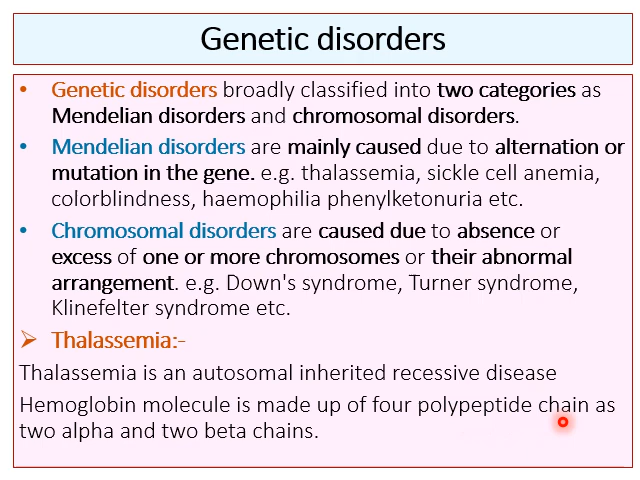 Genetic disorders
• Genetic disorders broadly classified into two categories as
Mendelian disorders and chromosomal disorders.
• Mendelian disorders are mainly caused due to alternation or
mutation in the gene. e.g. thalassemia, sickle cell anemia,
colorblindness, haemophilia phenylketonuria etc.
• Chromosomal disorders are caused due to absence or
excess of one or more chromosomes or their abnormal
arrangement. e.g. Down's syndrome, Turner syndrome,
Klinefelter syndrome etc.
➢ Thalassemia:-
Thalassemia is an autosomal inherited recessive disease
Hemoglobin molecule is made up of four polypeptide chain as
two alpha and two beta chains.